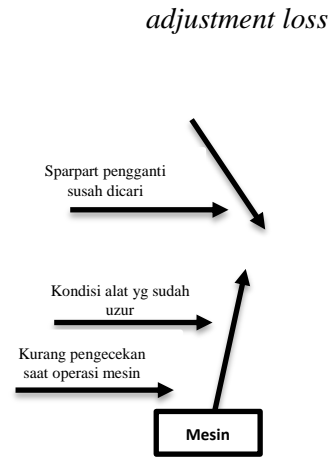 adjustment loss
Sparpart pengganti
susah dicari
Kondisi alat yg sudah
uzur
Kurang pengecekan
saat operasi mesin
Mesin